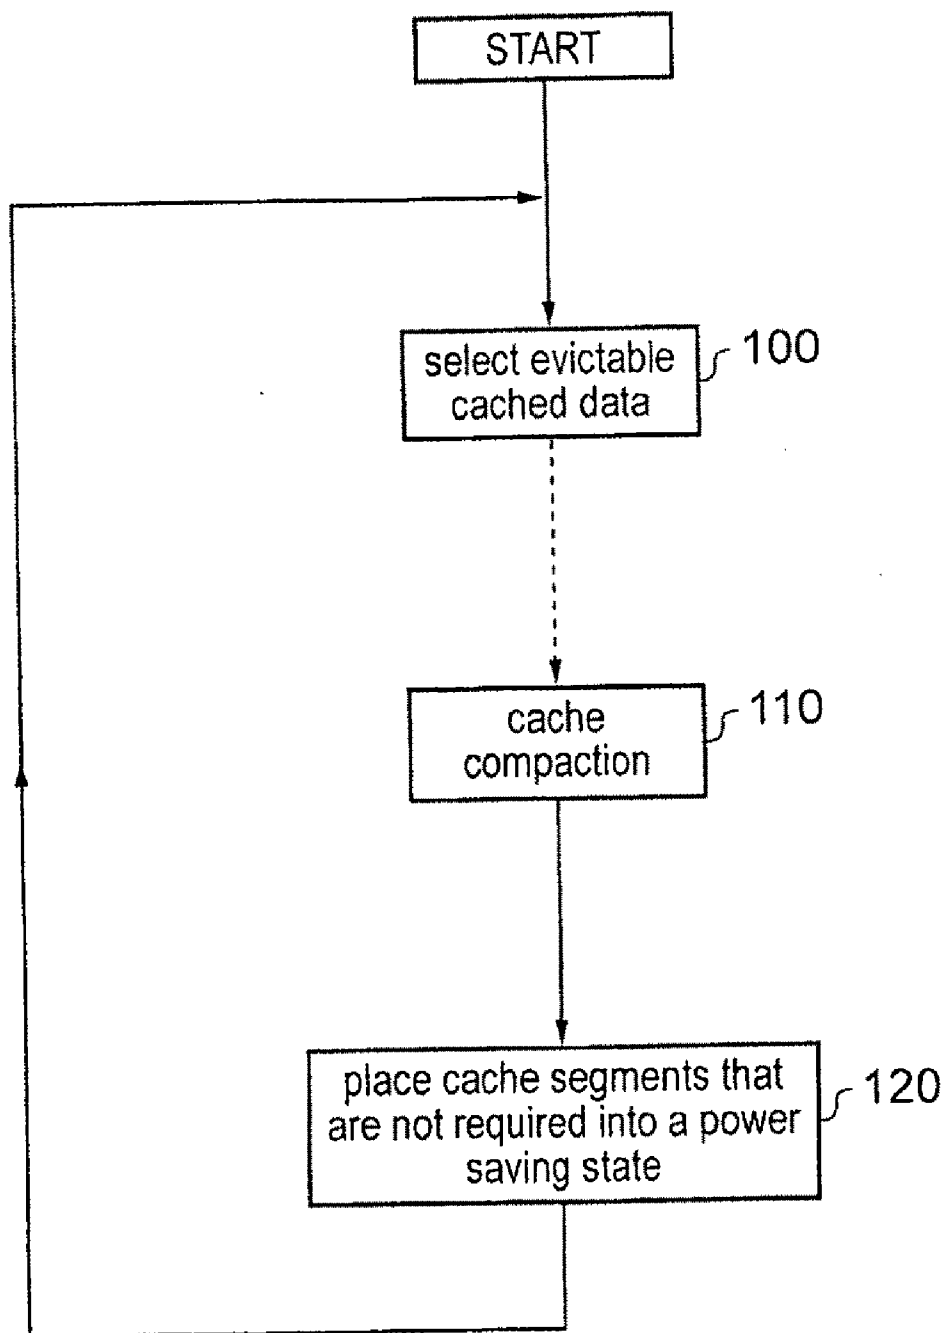 START
select evictable
cached data
100
cache
compaction
110
place cache segments that
are not required into a power
saving state
120